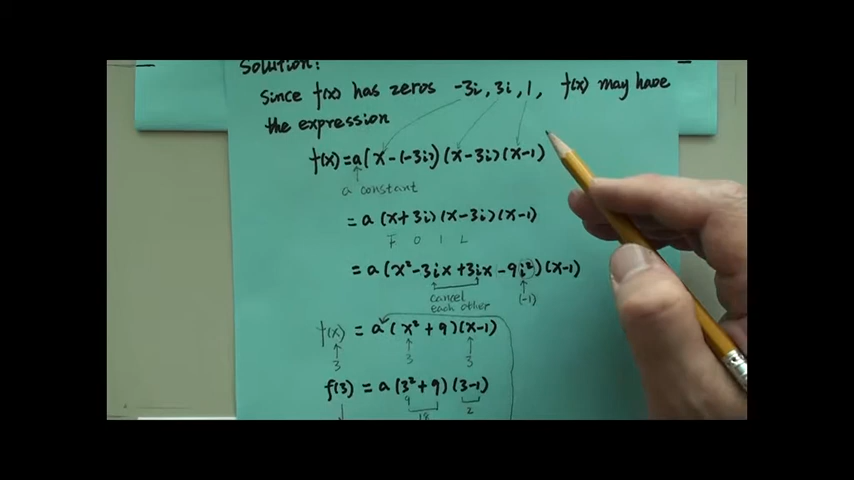 Solution:
Since f(x) has zeros -3i, 3i, 1, f(x) may have
the expression
f(x)=a(x-(-3i))(x-3i)(x-1)
a constant
=a(x+3i)(x-3i)(x-1)
F O I L
=a(x²-3ix+3ix-9i²)(x-1)
cancel
each other
(-1)
f(x) = a(x²+9)(x-1)
3 3 3
f(3) = a(3²+9)(3-1)
9 2
18